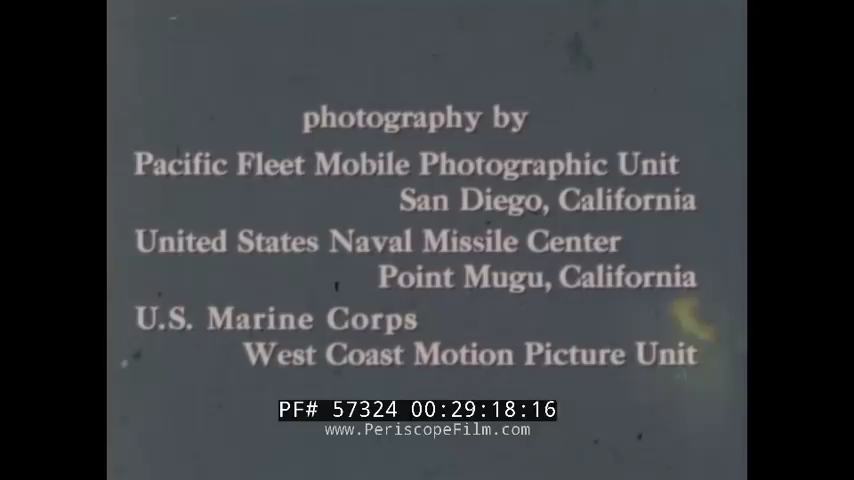 photography by
Pacific Fleet Mobile Photographic Unit
San Diego, California
United States Naval Missile Center
Point Mugu, California
U.S. Marine Corps
West Coast Motion Picture Unit
PF# 57324 00:29:18:16
www.PeriscopeFilm.com